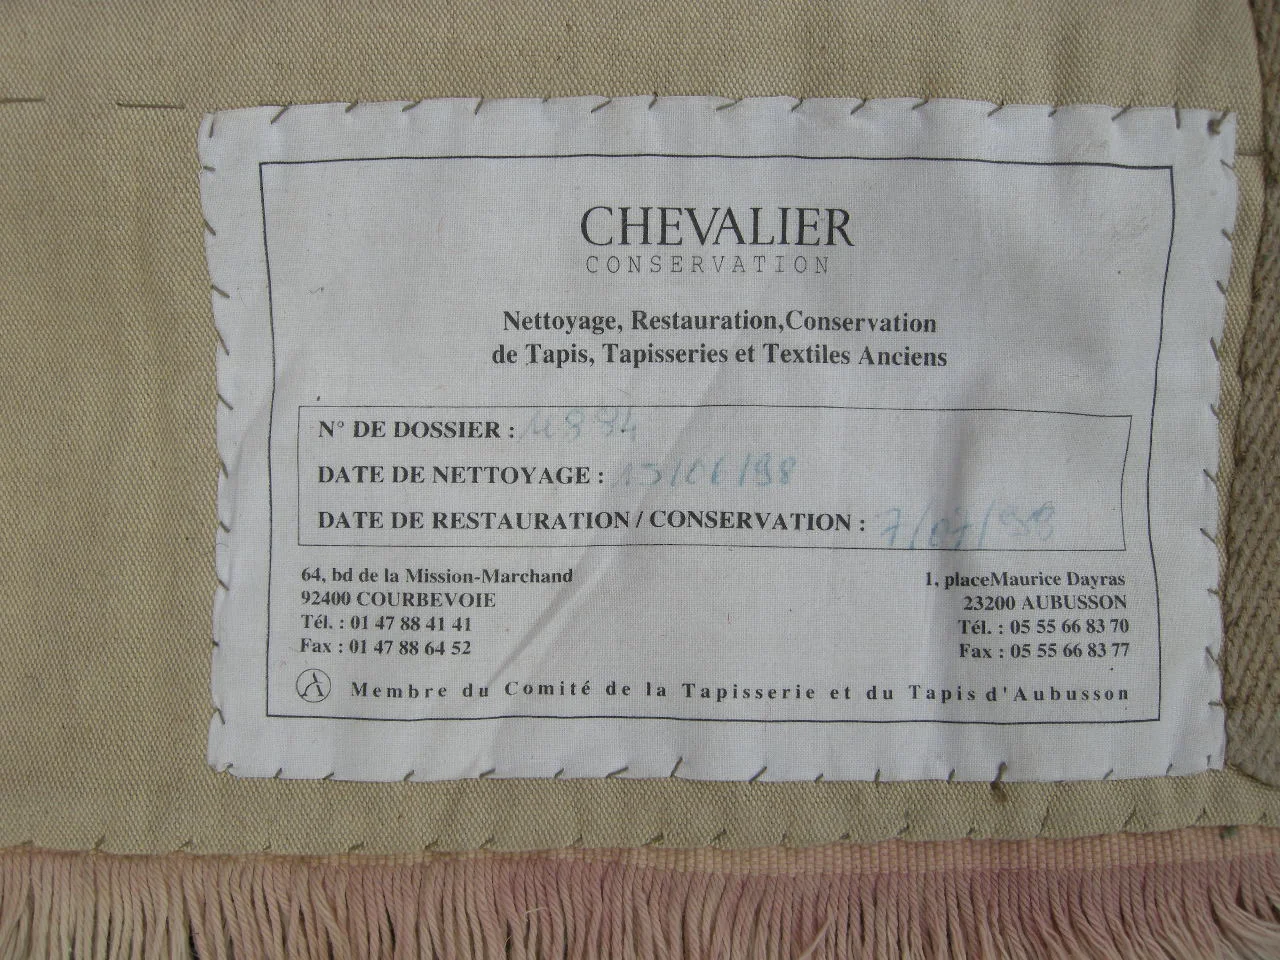 CHEVALIER
CONSERVATION
Nettoyage, Restauration,Conservation
de Tapis, Tapisseries et Textiles Anciens
N° DE DOSSIER :
DATE DE NETTOYAGE :
DATE DE RESTAURATION / CONSERVATION : 7/07/98
64, bd de la Mission-Marchand
92400 COURBEVOIE
Tél. : 01 47 88 41 41
Fax : 01 47 88 64 52
1, placeMaurice Dayras
23200 AUBUSSON
Tél. : 05 55 66 83 70
Fax : 05 55 66 83 77
Membre du Comité de la Tapisserie et du Tapis d'Aubusson